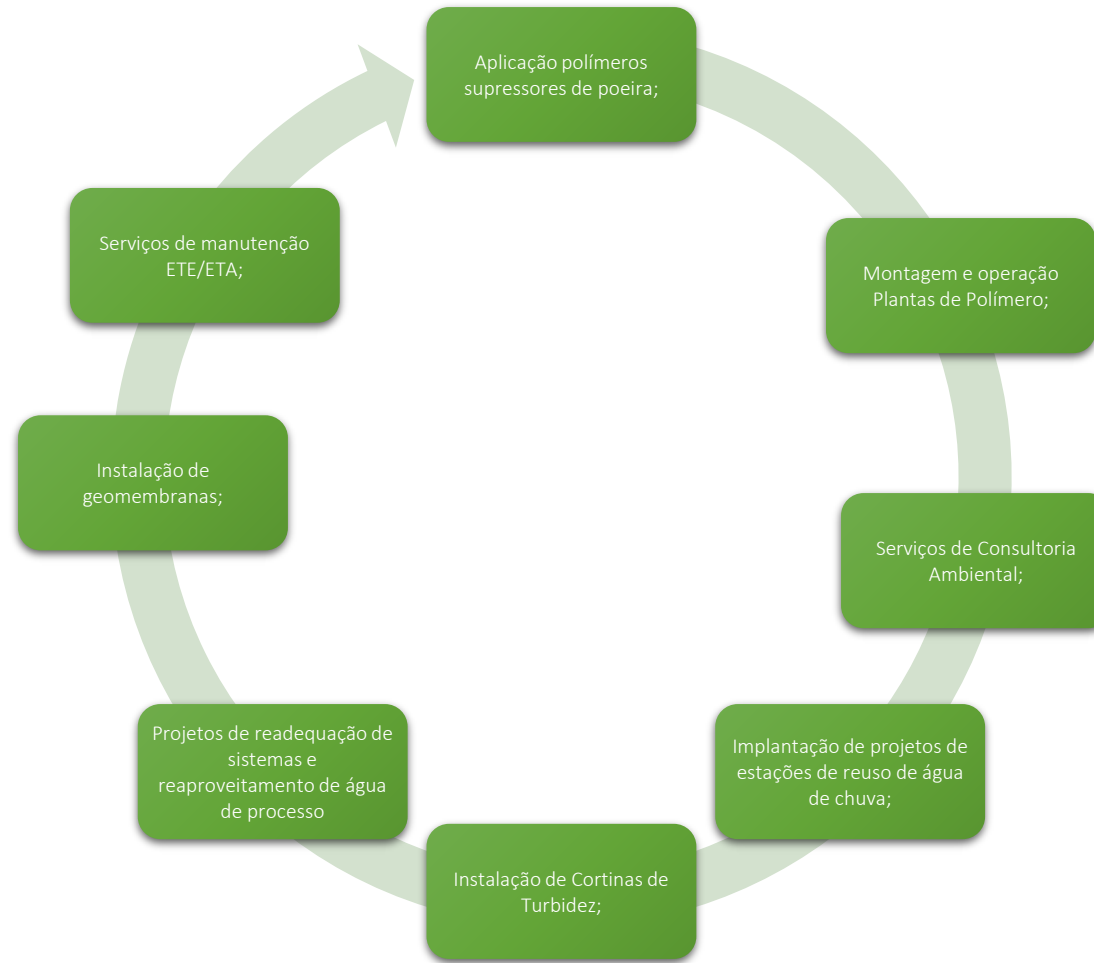 Aplicação polímeros
supressores de poeira;
Montagem e operação
Plantas de Polímero;
Serviços de Consultoria
Ambiental;
Implantação de projetos de
estações de reuso de água
de chuva;
Instalação de Cortinas de
Turbidez;
Projetos de readequação de
sistemas e
reaproveitamento de água
de processo
Instalação de
geomembranas;
Serviços de manutenção
ETE/ETA;